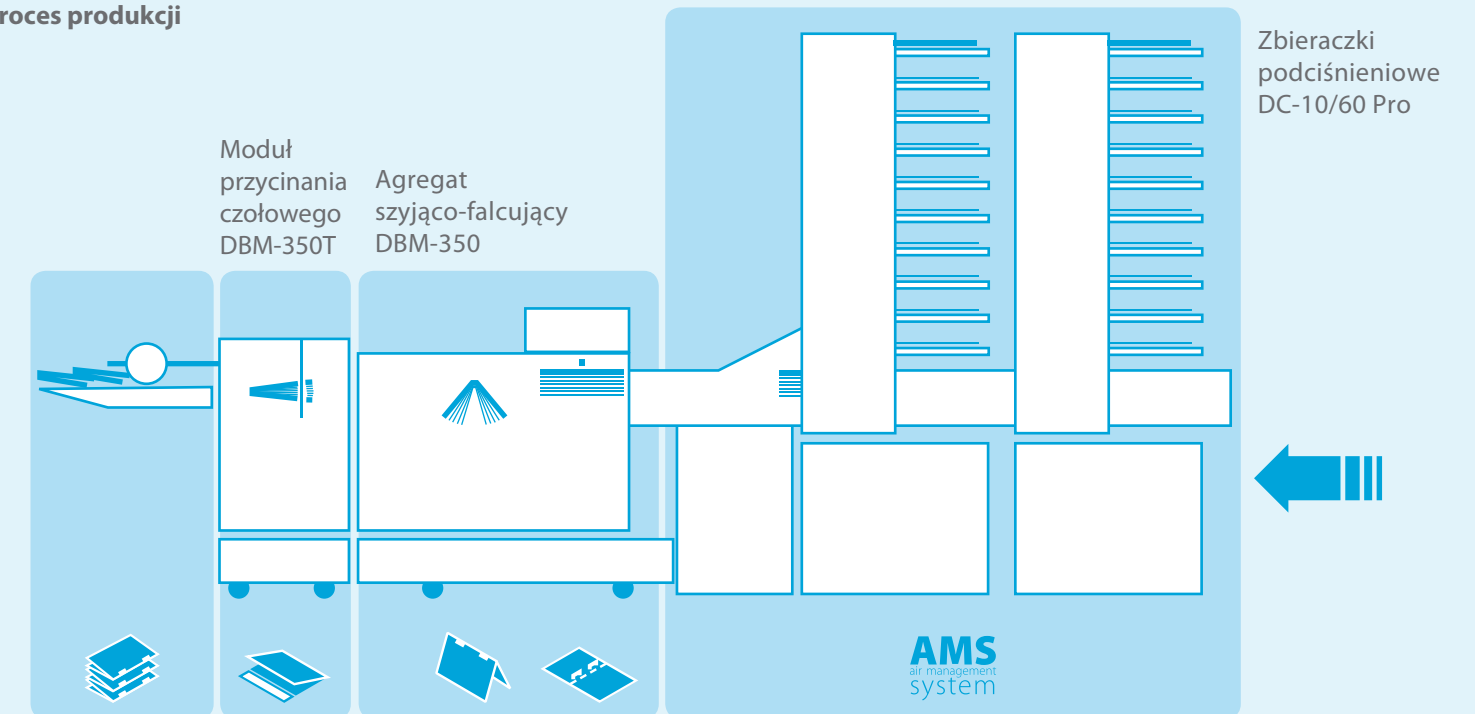 roces produkcji
Zbieraczki
podciśnieniowe
DC-10/60 Pro
Moduł
przycinania
czołowego
DBM-350T
Agregat
szyjąco-falcujący
DBM-350
AMS
air management
system